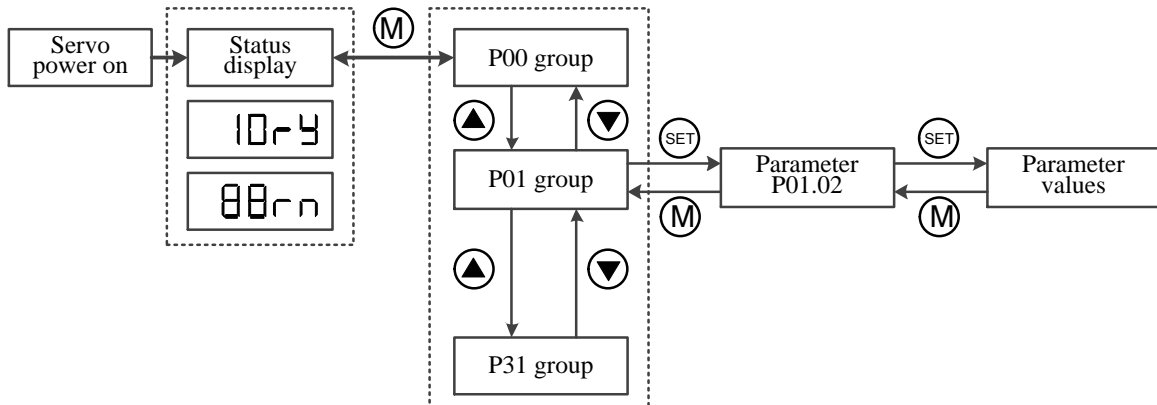 Servo
power on
Status
display
M
P00 group
10ry
88rn
SET
SET
P01 group
Parameter
P01.02
Parameter
values
M
M
P31 group